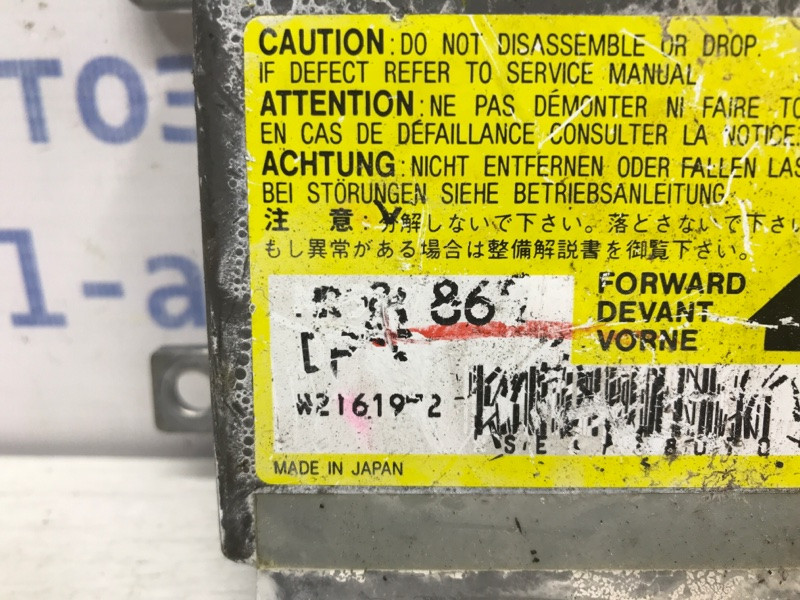 CAUTION : DO NOT DISASSEMBLE OR DROP.
IF DEFECT REFER TO SERVICE MANUAL
ATTENTION : NE PAS DÉMONTER NI FAIRE
EN CAS DE DÉFAILLANCE CONSULTER LA NOTICE.
ACHTUNG : NICHT ENTFERNEN ODER FALLEN
BEI STÖRUNGEN SIEHE BETRIEBSANLEITUNG
注 意 : 分解しないで下さい。落とさないで下さい
もし異常がある場合は整備解説書を御覧下さい。
FORWARD
DEVANT
VORNE
86
W21619-2
MADE IN JAPAN